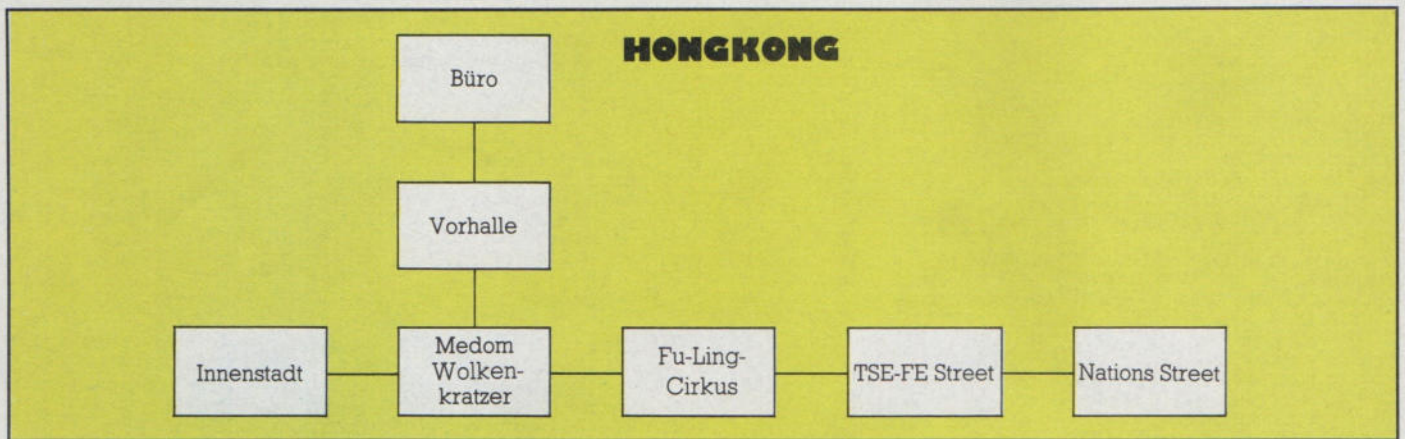 HONGKONG
Büro
Vorhalle
Innenstadt
Medom
Wolken-
kratzer
Fu-Ling-
Cirkus
TSE-FE Street
Nations Street